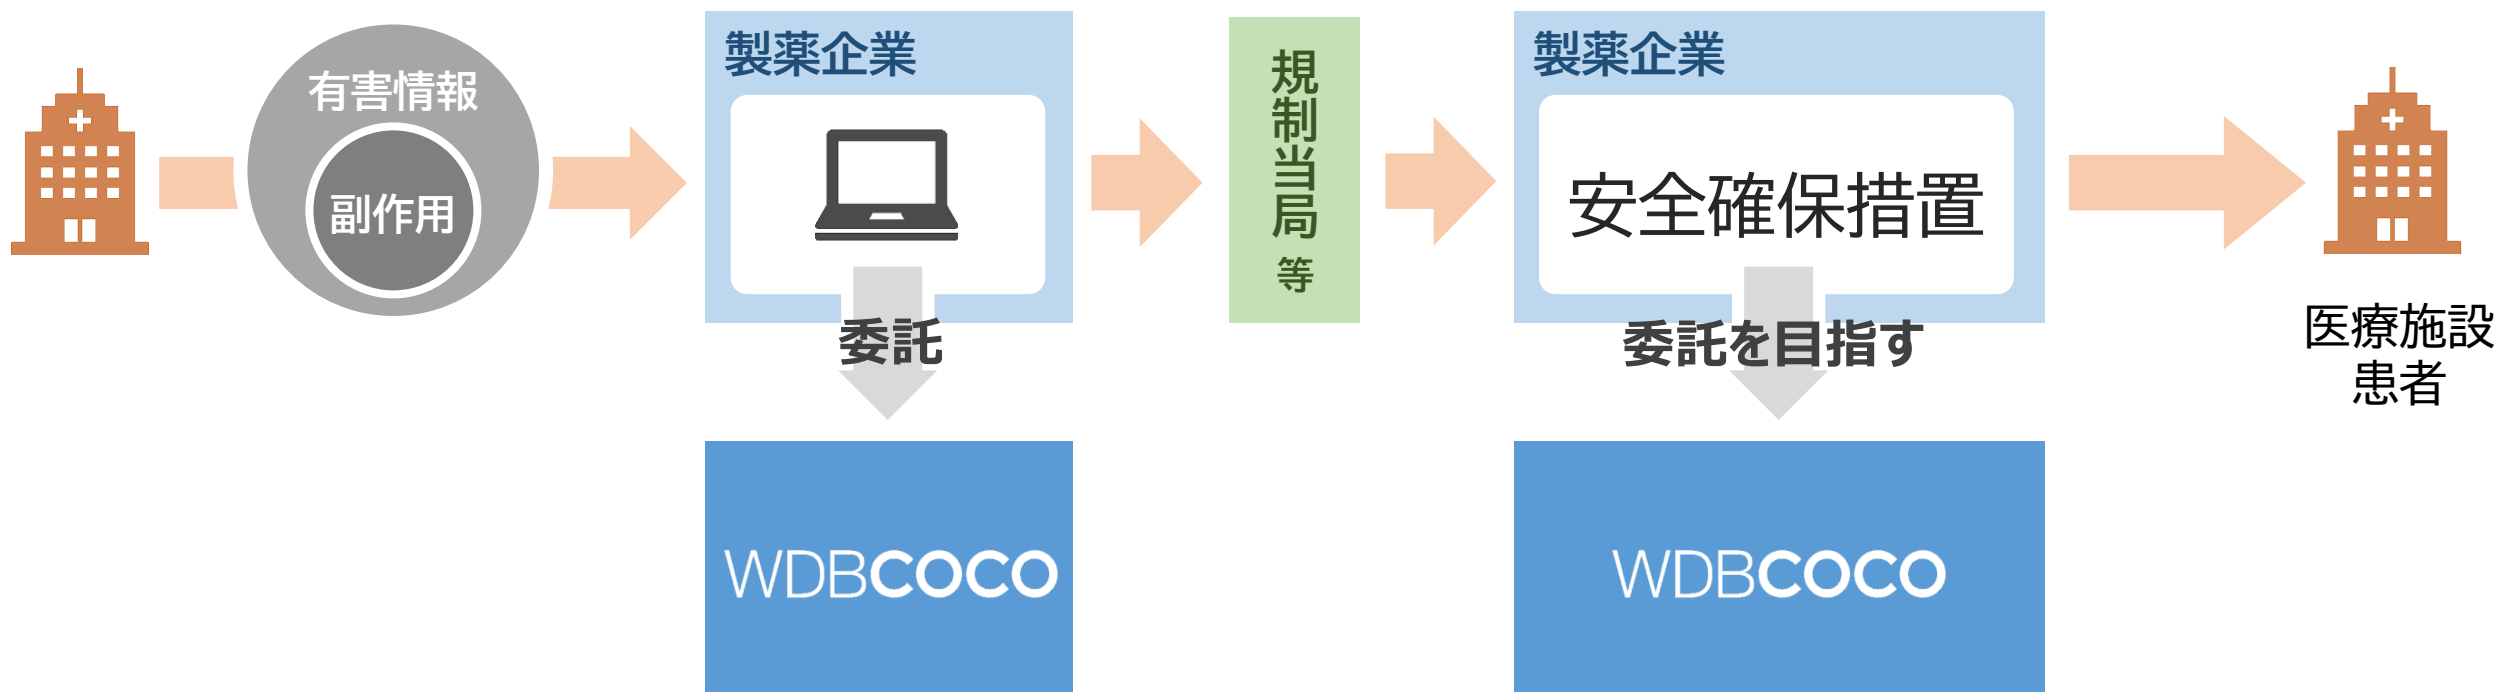 有害情報
副作用
製薬企業
委託
WDBCOCO
規制当局
等
製薬企業
安全確保措置
委託を目指す
WDBCOCO
医療施設
患者